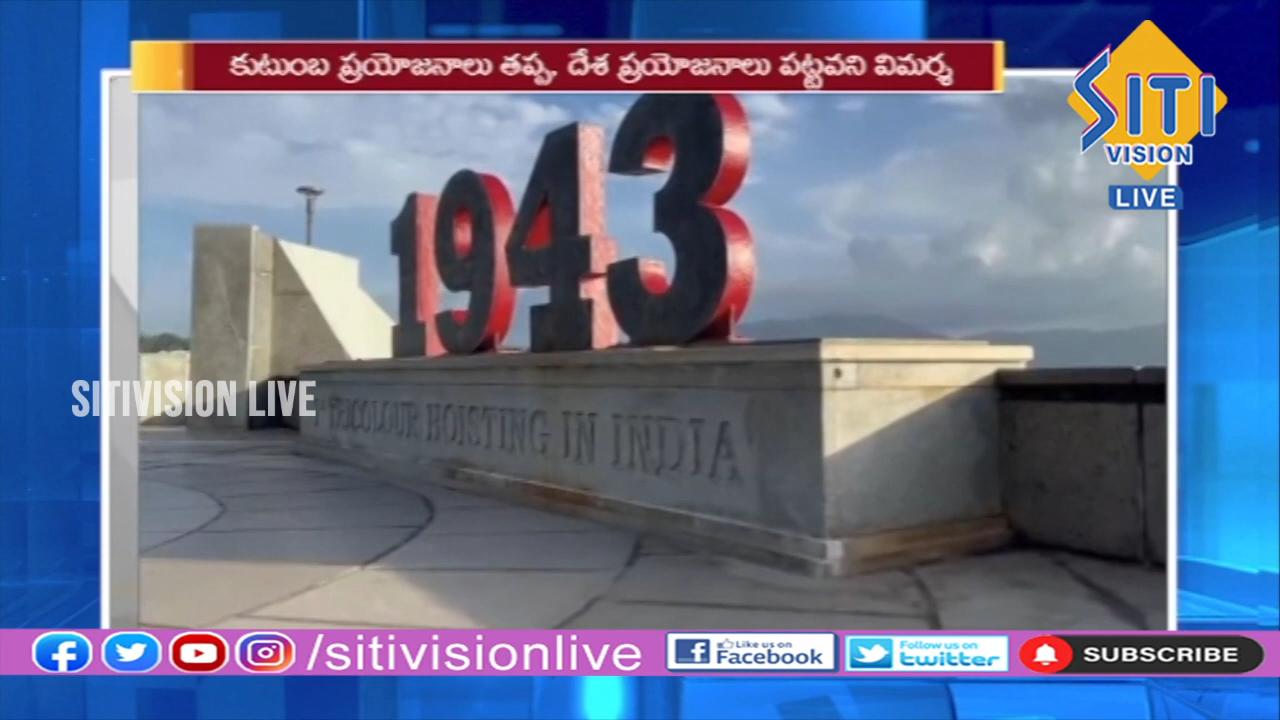 కుటుంబ ప్రయోజనాలు తప్ప, దేశ ప్రయోజనాలు పట్టవని విమర్శ
SITI
VISION
LIVE
1943
TRICOLOUR HOISTING IN INDIA
SITIVISION LIVE
/sitivisionlive
Like us on
Facebook
Follow us on
twitter
SUBSCRIBE